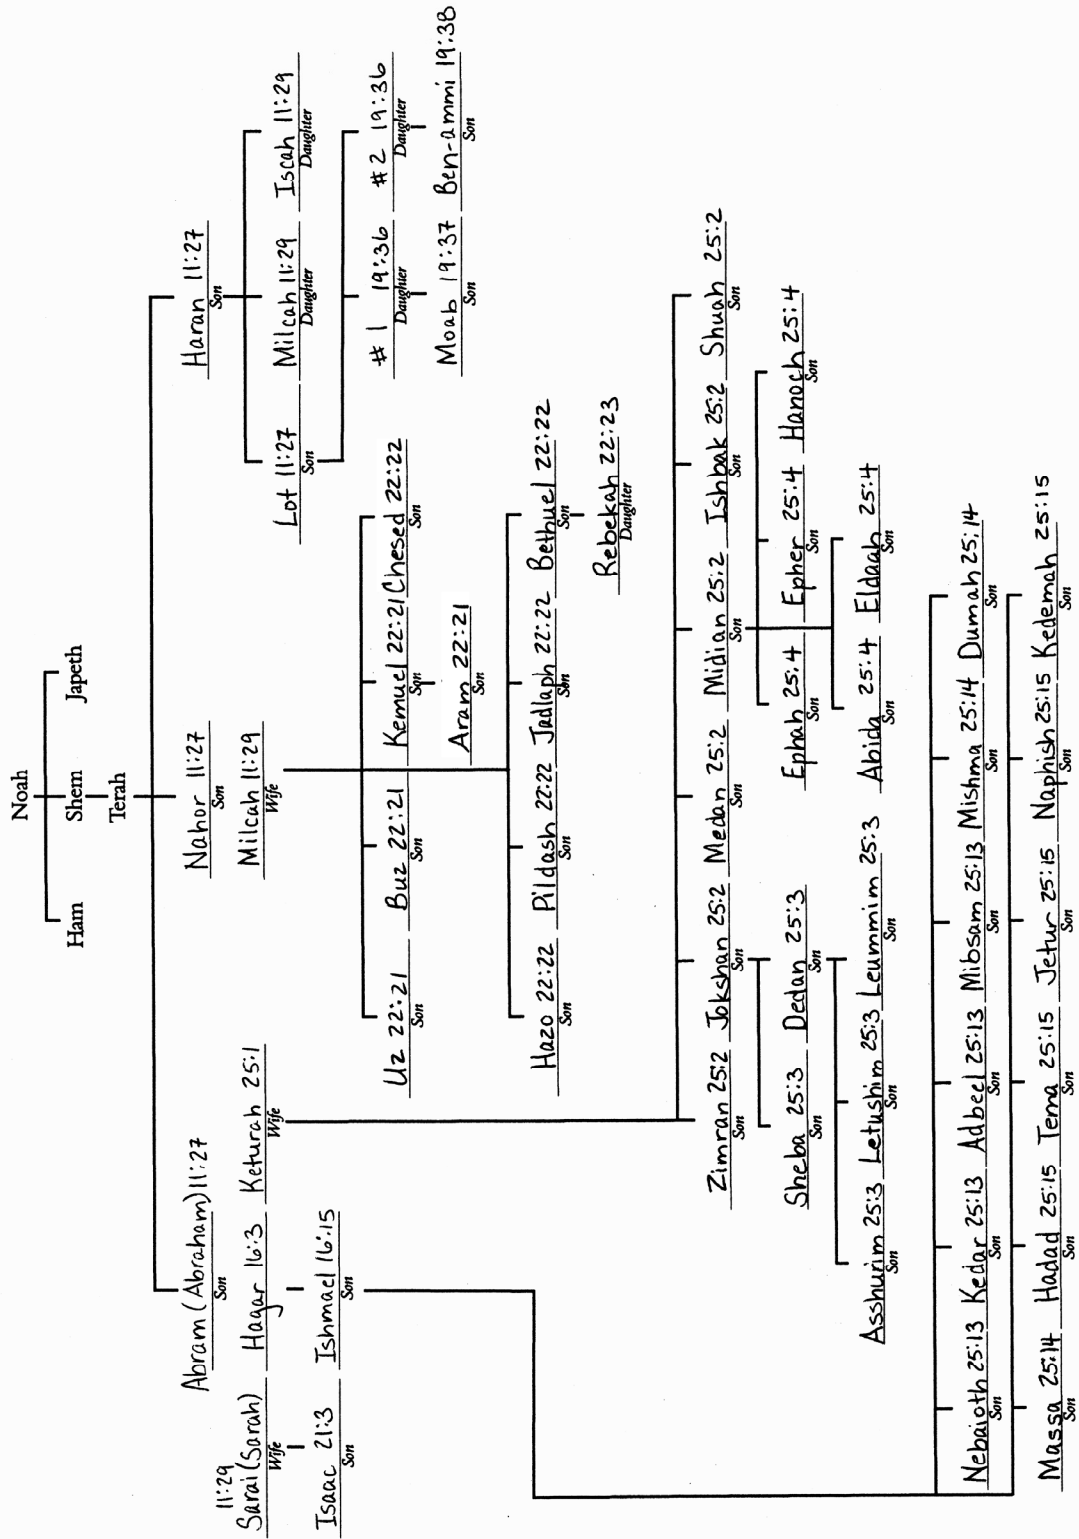 Noah
Ham Shem Japeth
Terah
Abram (Abraham) 11:27 Nahor 11:27 Haran 11:27
Son Son Son
11:29
Sarai (Sarah) Hagar 16:3 Keturah 25:1 Milcah 11:29 Lot 11:27 Milcah 11:29 Iscah 11:29
Wife Wife Wife Son Daughter Daughter
Isaac 21:3 Ishmael 16:15
Son Son
Uz 22:21 Buz 22:21 Kemuel 22:21 Chesed 22:22 #1 19:36 #2 19:36
Son Son Son Son Daughter Daughter
Aram 22:21 Moab 19:37 Ben-ammi 19:38
Son Son Son
Hazo 22:22 Pildash 22:22 Jadlaph 22:22 Bethuel 22:22
Son Son Son Son
Rebekah 22:23
Daughter
Zimran 25:2 Jokshan 25:2 Medan 25:2 Midian 25:2 Ishbak 25:2 Shuah 25:2
Son Son Son Son Son Son
Sheba 25:3 Dedan 25:3 Ephah 25:4 Epher 25:4 Hanoch 25:4
Son Son Son Son Son
Asshurim 25:3 Letushim 25:3 Leummim 25:3 Abida 25:4 Eldaah 25:4
Son Son Son Son Son
Nebaioth 25:13 Kedar 25:13 Adbeel 25:13 Mibsam 25:13 Mishma 25:14 Dumah 25:14
Son Son Son Son Son Son
Massa 25:14 Hadad 25:15 Tema 25:15 Jetur 25:15 Naphish 25:15 Kedemah 25:15
Son Son Son Son Son Son